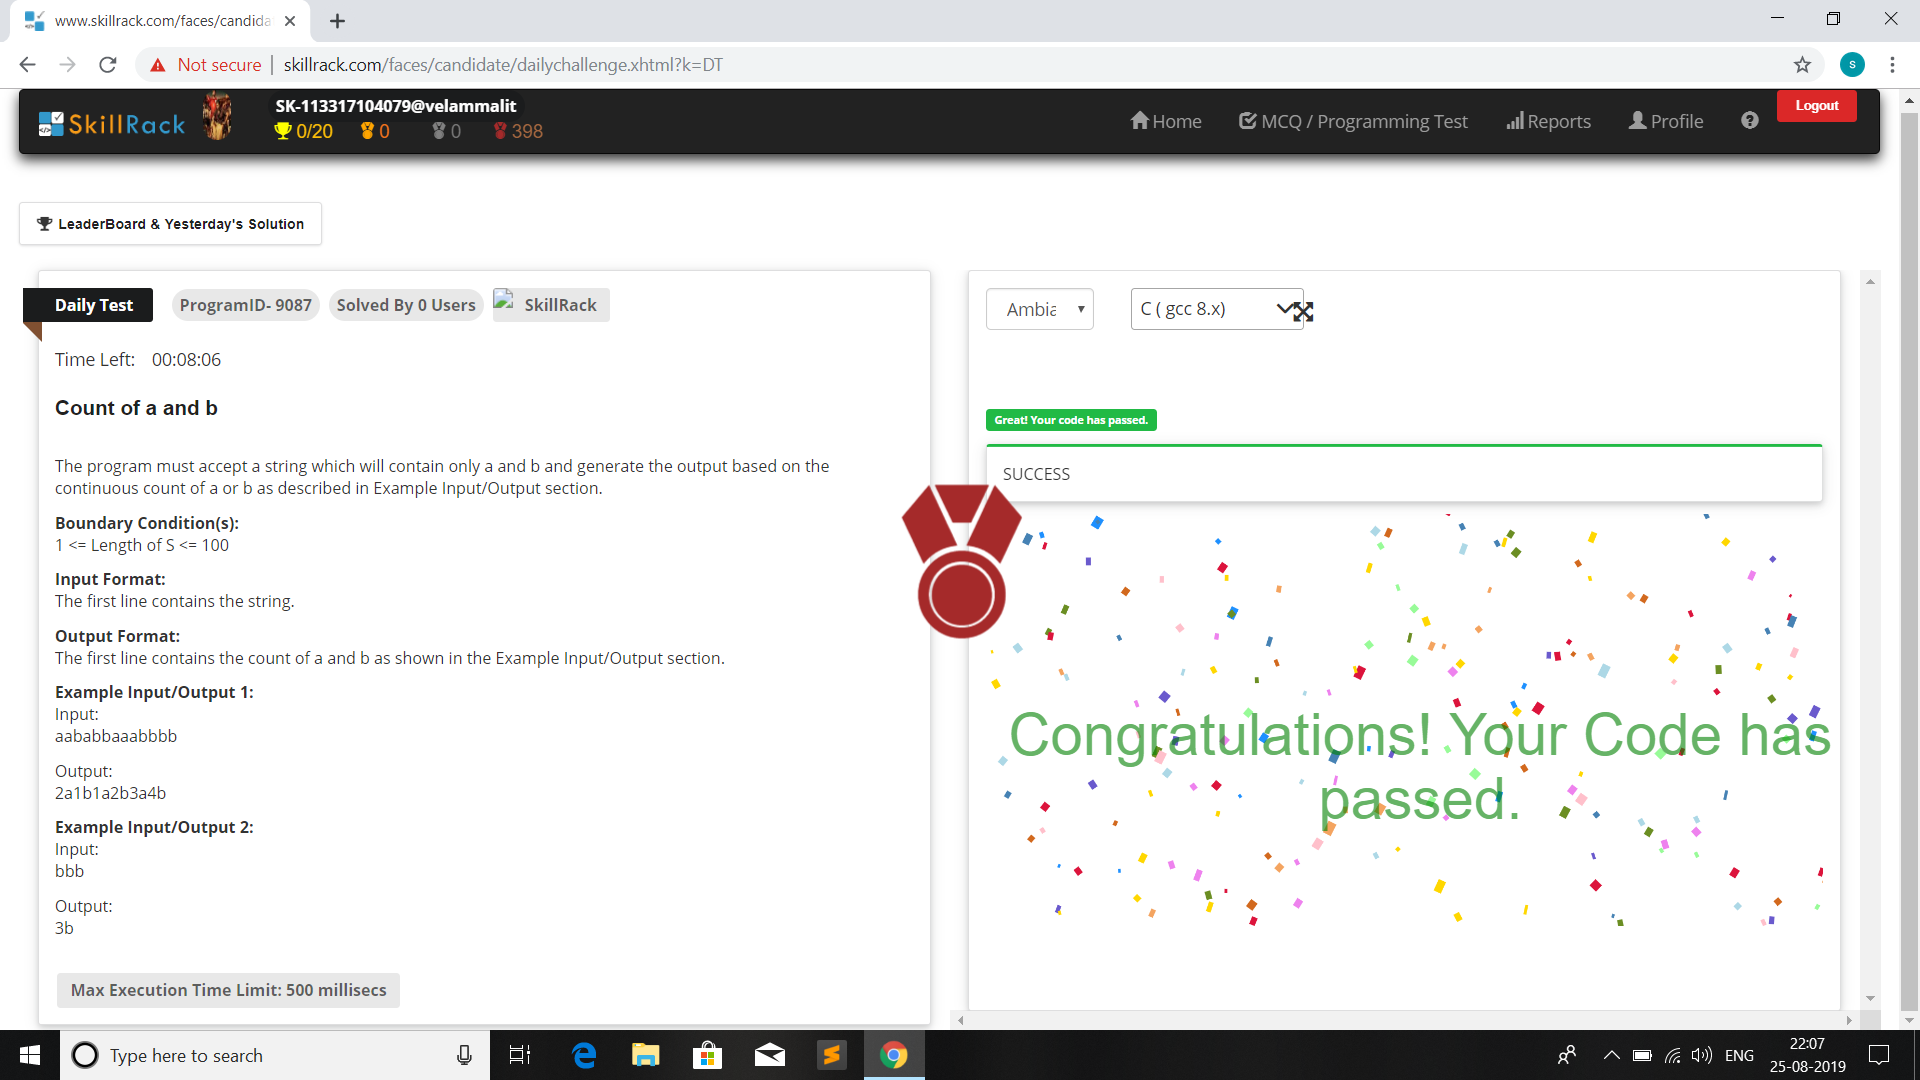 www.skillrack.com/faces/candida
Not secure | skillrack.com/faces/candidate/dailychallenge.xhtml?k=DT
s
SkillRack
SK-113317104079@velammalit
0/20 0 0 398
Home
MCQ / Programming Test
Reports
Profile
Logout
LeaderBoard & Yesterday's Solution
Daily Test
ProgramID- 9087
Solved By 0 Users
SkillRack
Time Left: 00:08:06
Count of a and b
The program must accept a string which will contain only a and b and generate the output based on the
continuous count of a or b as described in Example Input/Output section.
Boundary Condition(s):
1 <= Length of S <= 100
Input Format:
The first line contains the string.
Output Format:
The first line contains the count of a and b as shown in the Example Input/Output section.
Example Input/Output 1:
Input:
aababbaaabbbb
Output:
2a1b1a2b3a4b
Example Input/Output 2:
Input:
bbb
Output:
3b
Max Execution Time Limit: 500 millisecs
Ambia
C ( gcc 8.x)
Great! Your code has passed.
SUCCESS
Congratulations! Your Code has
passed.
Type here to search
ENG
22:07
25-08-2019